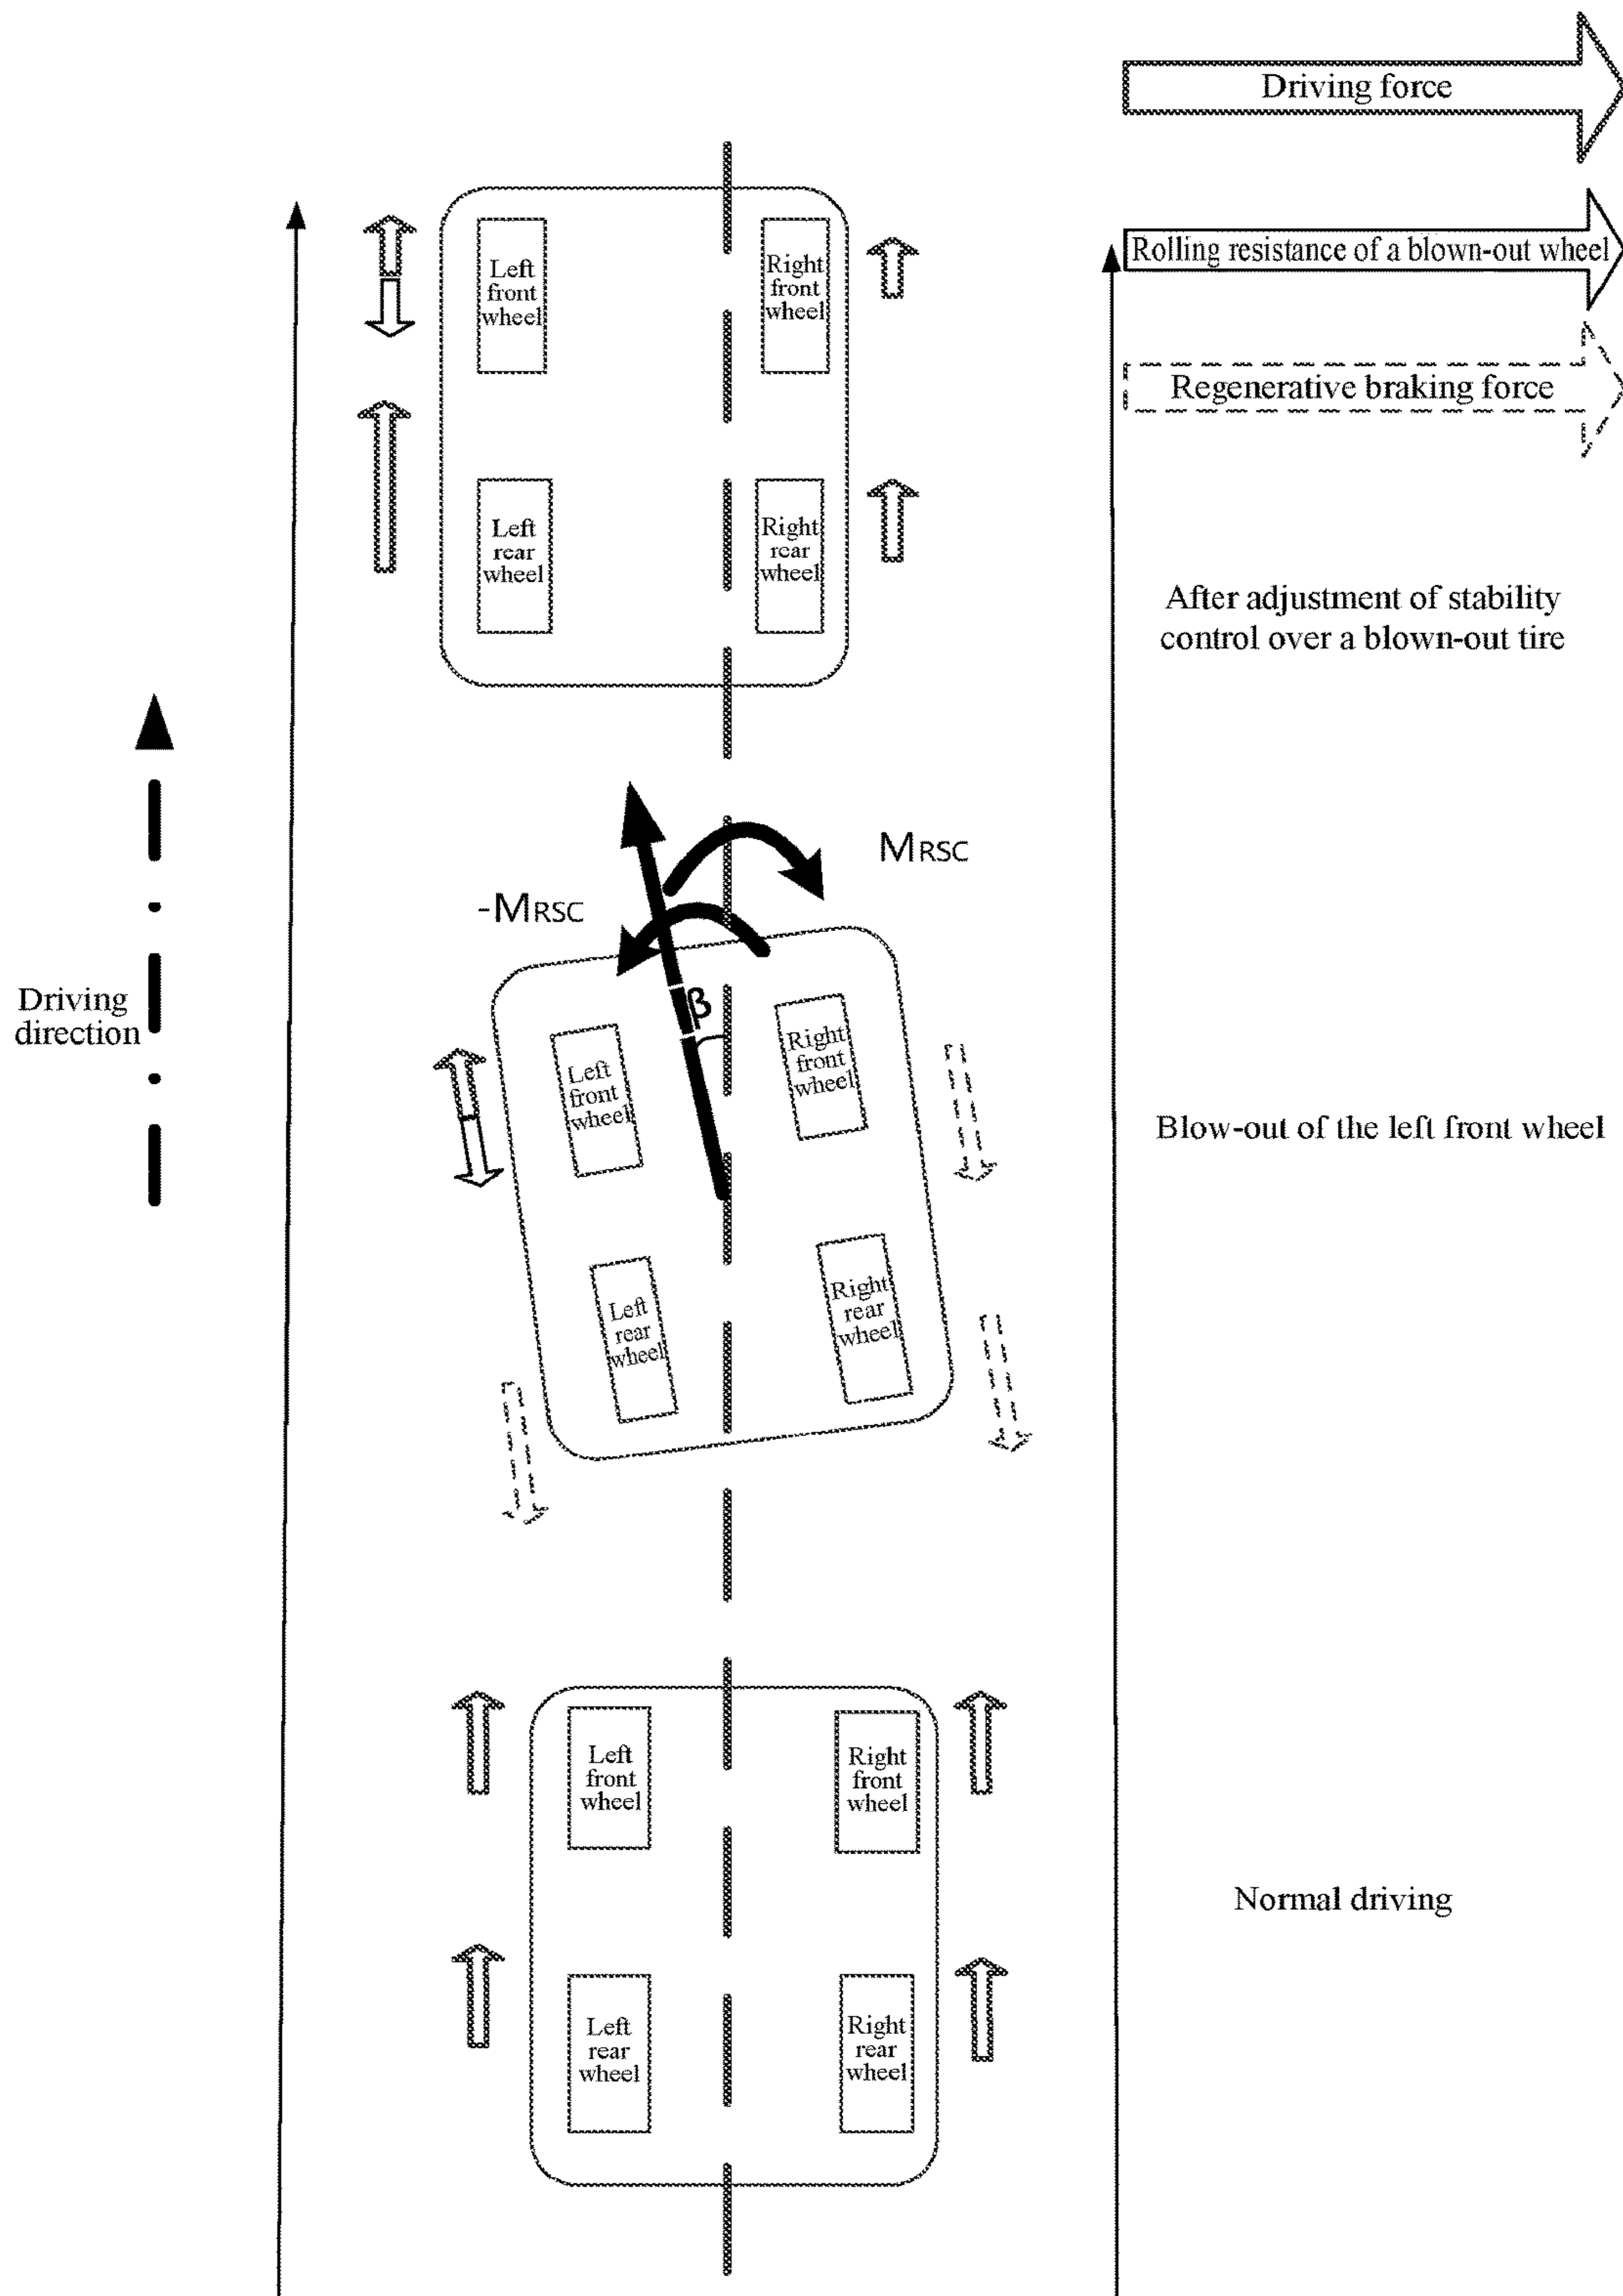 Driving force
Rolling resistance of a blown-out wheel
Regenerative braking force
Left
front
wheel
Right
front
wheel
Left
rear
wheel
Right
rear
wheel
After adjustment of stability
control over a blown-out tire
MRSC
-MRSC
β
Driving
direction
Left
front
wheel
Right
front
wheel
Blow-out of the left front wheel
Left
rear
wheel
Right
rear
wheel
Left
front
wheel
Right
front
wheel
Normal driving
Left
rear
wheel
Right
rear
wheel